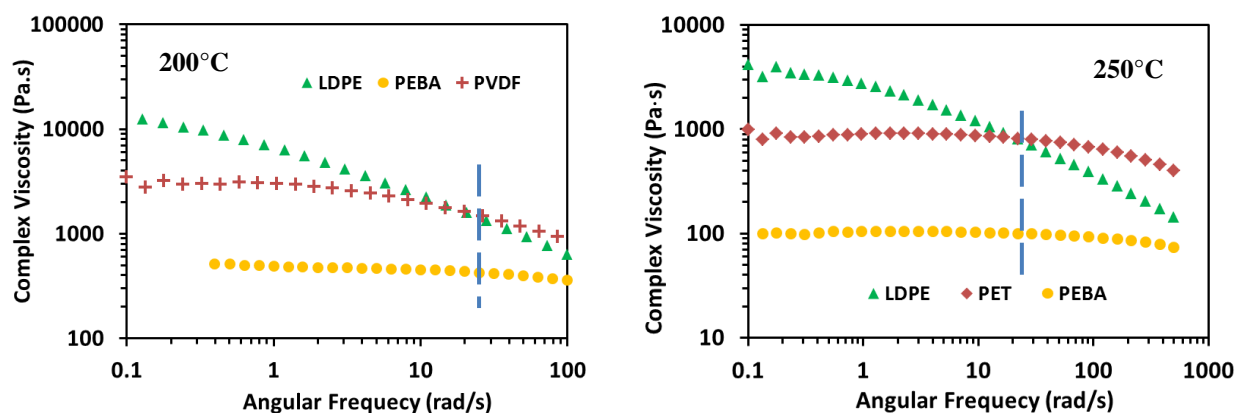 Complex Viscosity (Pa.s)
100000
10000
1000
100
200°C
LDPE PEBA PVDF
0.1 1 10 100
Angular Frequecy (rad/s)
Complex Viscosity (Pa·s)
10000
1000
100
10
250°C
LDPE PET PEBA
0.1 1 10 100 1000
Angular Frequecy (rad/s)